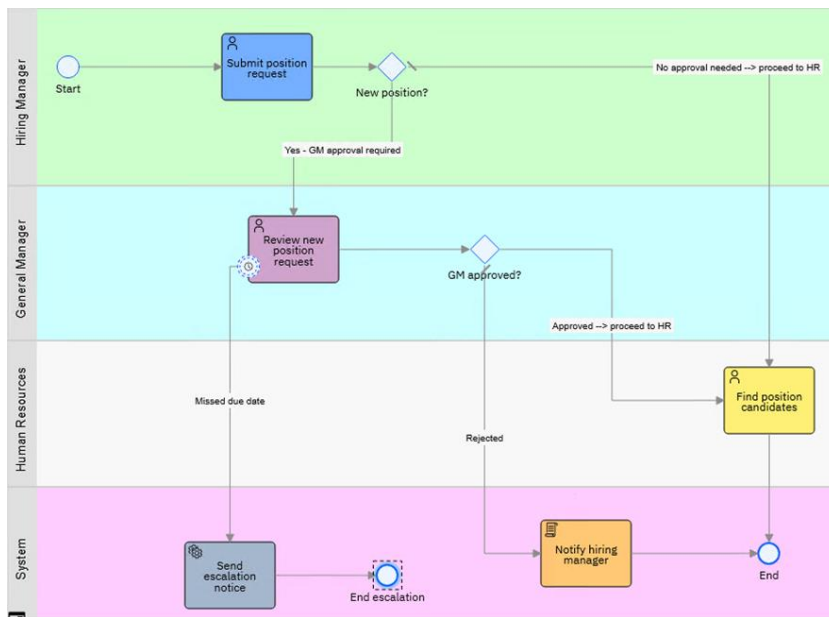 Hiring Manager
Start
Submit position
request
New position?
No approval needed --> proceed to HR
Yes - GM approval required
General Manager
Review new
position
request
GM approved?
Approved --> proceed to HR
Human Resources
Missed due date
Rejected
Find position
candidates
System
Send
escalation
notice
End escalation
Notify hiring
manager
End